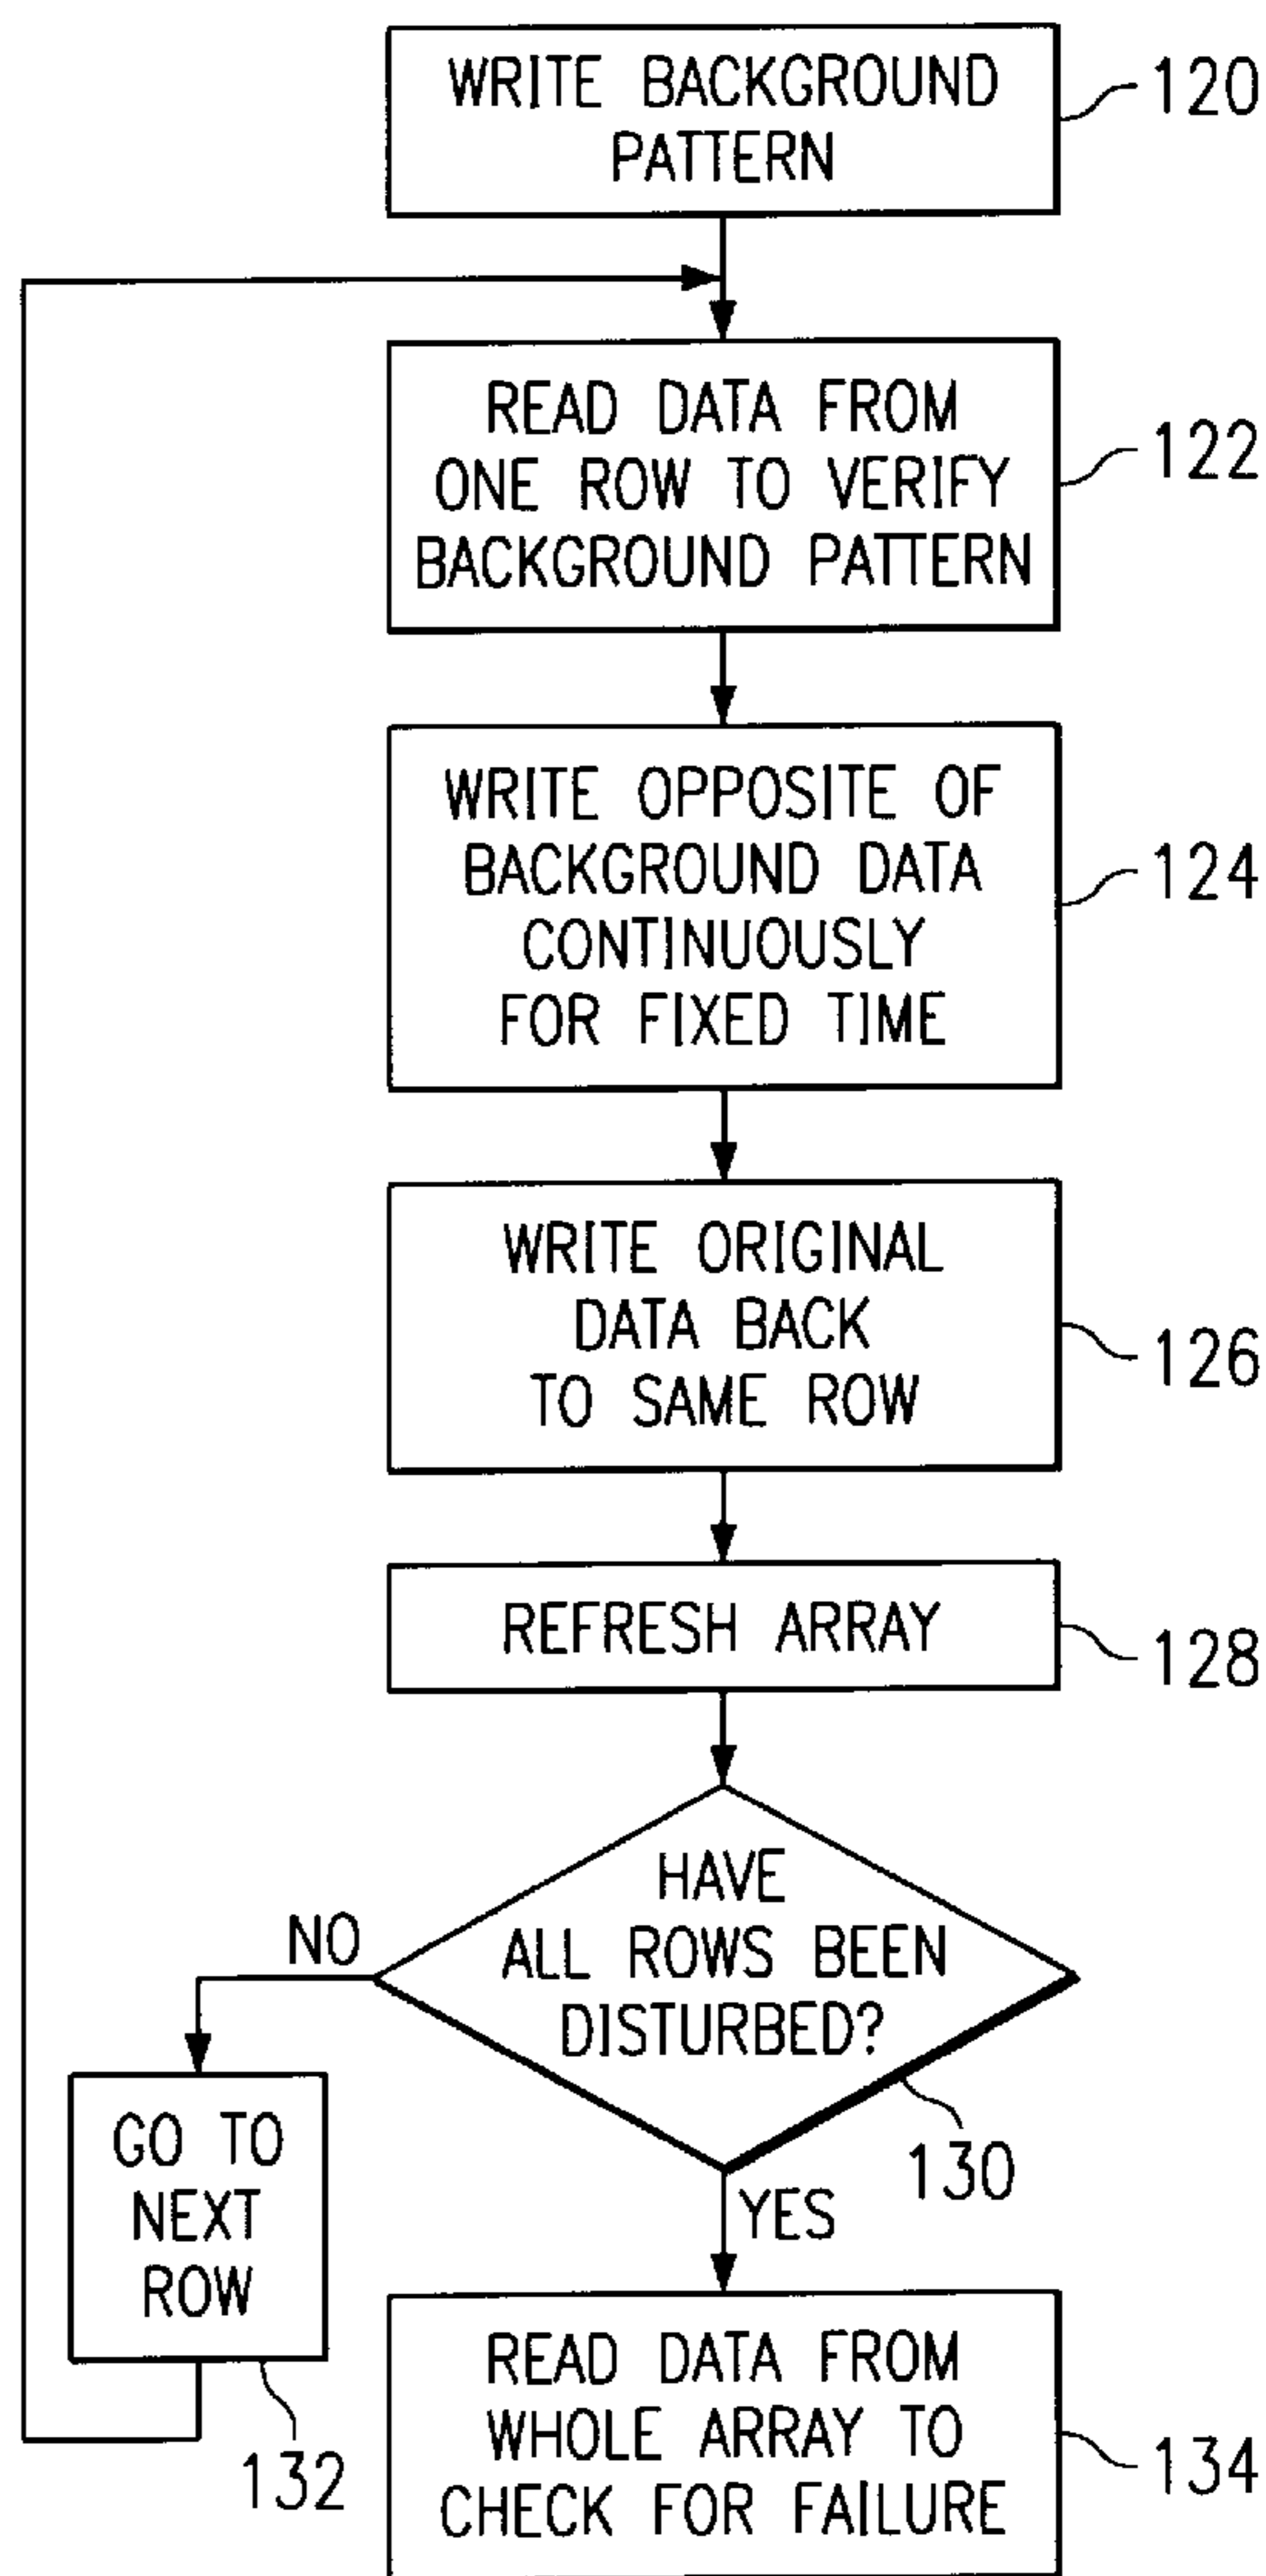 WRITE BACKGROUND
PATTERN
120
READ DATA FROM
ONE ROW TO VERIFY
BACKGROUND PATTERN
122
WRITE OPPOSITE OF
BACKGROUND DATA
CONTINUOUSLY
FOR FIXED TIME
124
WRITE ORIGINAL
DATA BACK
TO SAME ROW
126
REFRESH ARRAY
128
HAVE
ALL ROWS BEEN
DISTURBED?
130
NO
GO TO
NEXT
ROW
132
YES
READ DATA FROM
WHOLE ARRAY TO
CHECK FOR FAILURE
134